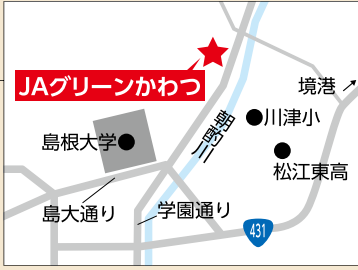 JAグリーンかわつ
境港
川津小
朝酌川
島根大学
松江東高
島大通り
学園通り
431